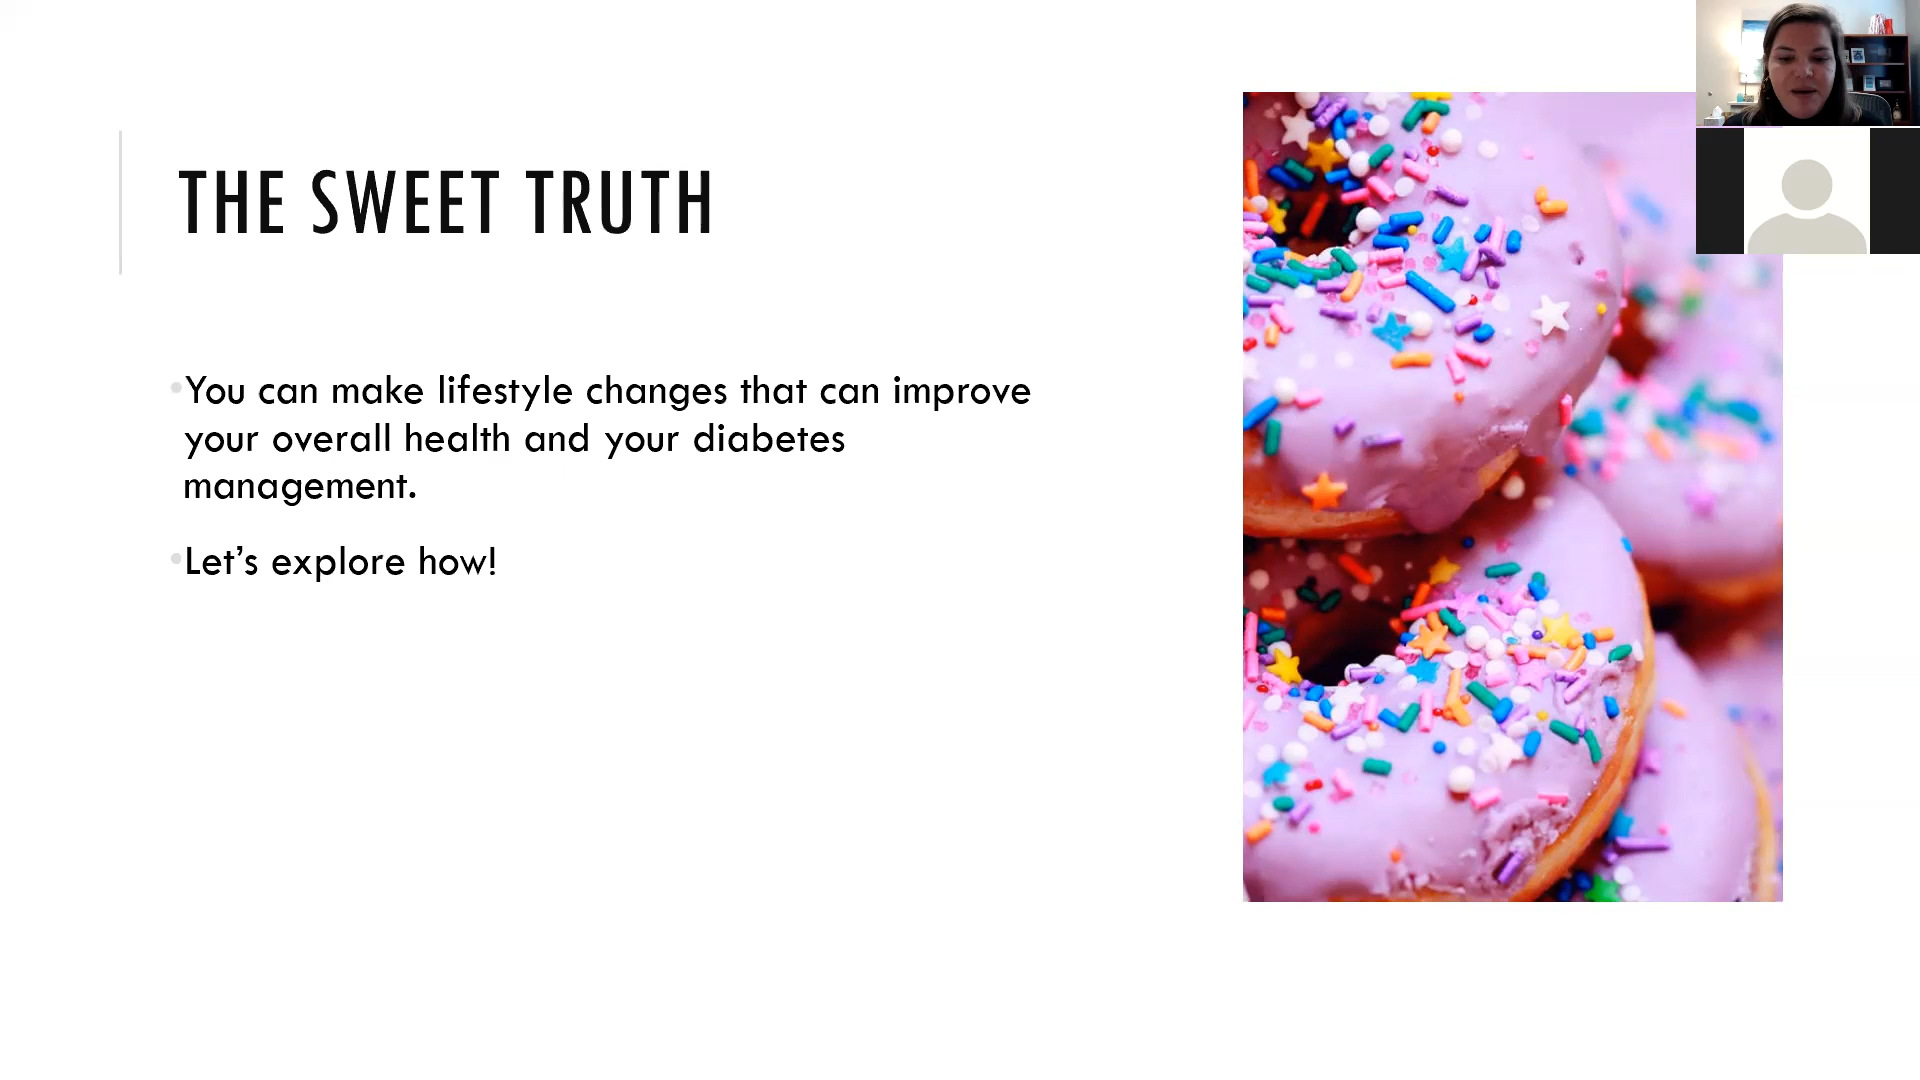 THE SWEET TRUTH
•You can make lifestyle changes that can improve
your overall health and your diabetes
management.
•Let’s explore how!